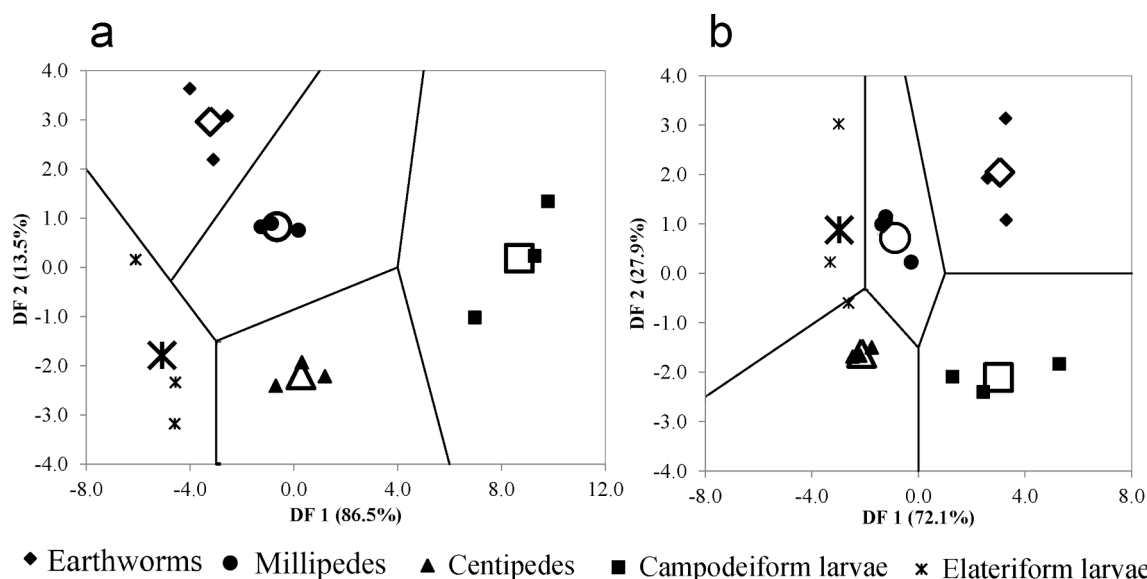 a
b
4.0
3.0
2.0
1.0
0.0
-1.0
-2.0
-3.0
-4.0
DF 2 (13.5%)
-8.0 -4.0 0.0 4.0 8.0 12.0
DF 1 (86.5%)
4.0
3.0
2.0
1.0
0.0
-1.0
-2.0
-3.0
-4.0
DF 2 (27.9%)
-8.0 -4.0 0.0 4.0 8.0
DF 1 (72.1%)
Earthworms Millipedes Centipedes Campodeiform larvae Elateriform larvae